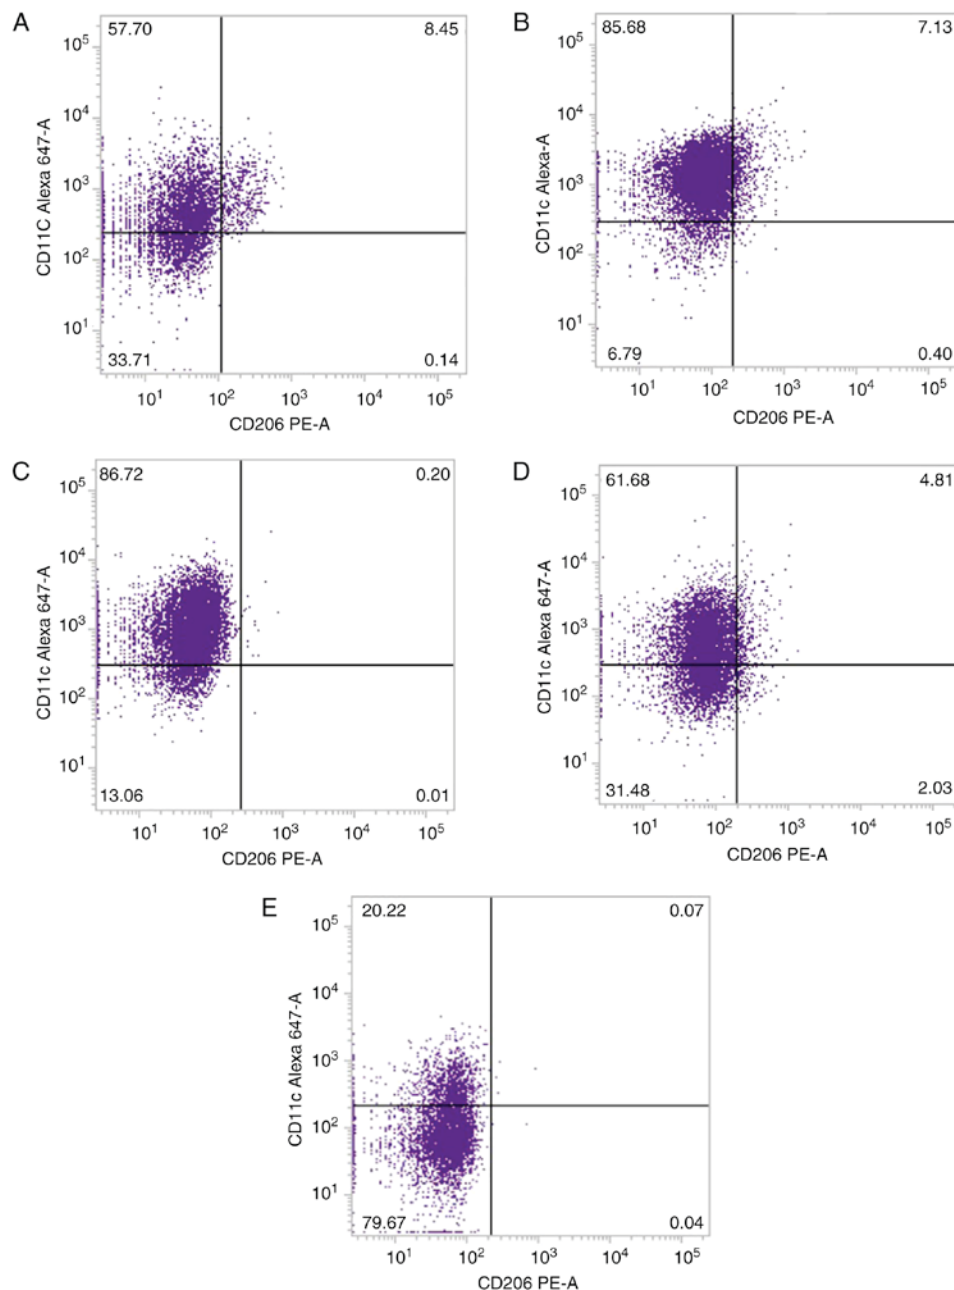 A
57.70 8.45
10^5
10^4
10^3
10^2
10^1
CD11C Alexa 647-A
33.71 0.14
10^1 10^2 10^3 10^4 10^5
CD206 PE-A
B
85.68 7.13
10^5
10^4
10^3
10^2
10^1
CD11c Alexa-A
6.79 0.40
10^1 10^2 10^3 10^4 10^5
CD206 PE-A
C
86.72 0.20
10^5
10^4
10^3
10^2
10^1
CD11c Alexa 647-A
13.06 0.01
10^1 10^2 10^3 10^4 10^5
CD206 PE-A
D
61.68 4.81
10^5
10^4
10^3
10^2
10^1
CD11c Alexa 647-A
31.48 2.03
10^1 10^2 10^3 10^4 10^5
CD206 PE-A
E
20.22 0.07
10^5
10^4
10^3
10^2
10^1
CD11c Alexa 647-A
79.67 0.04
10^1 10^2 10^3 10^4 10^5
CD206 PE-A